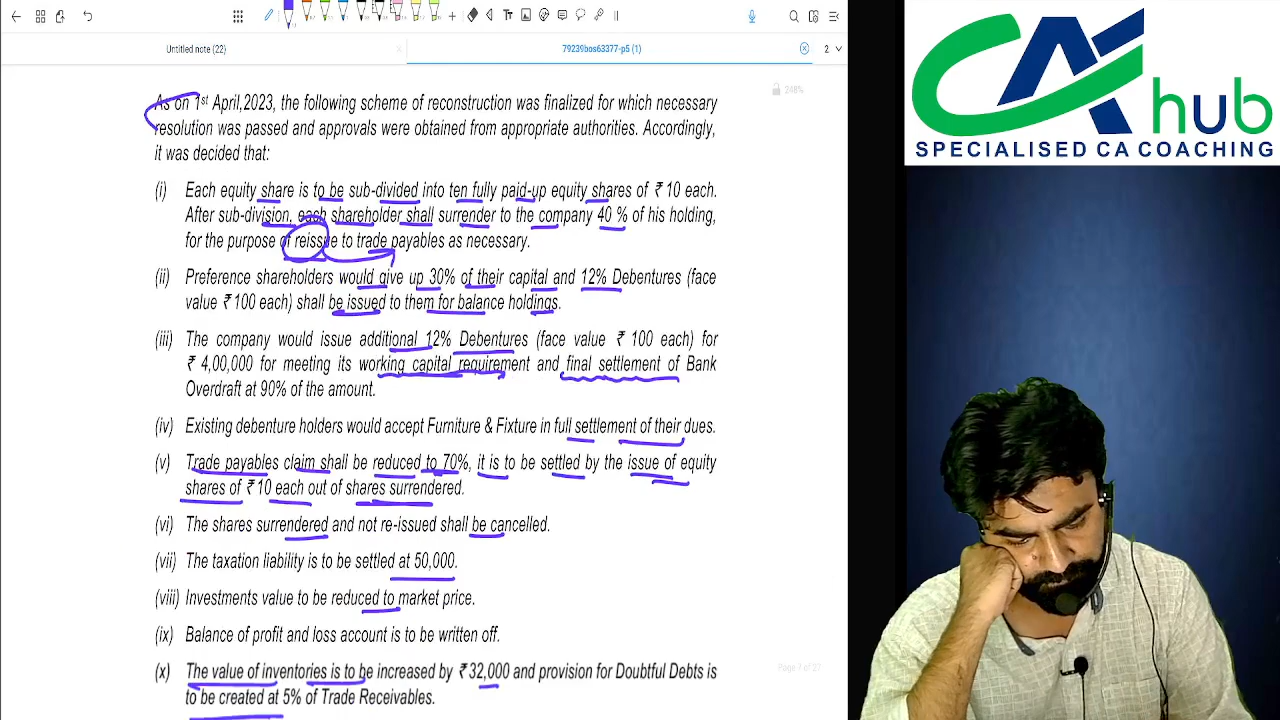 Untitled note (22)
79239bos63377-p5 (1)
2
248%
As on 1st April,2023, the following scheme of reconstruction was finalized for which necessary
resolution was passed and approvals were obtained from appropriate authorities. Accordingly,
it was decided that:
(i) Each equity share is to be sub-divided into ten fully paid-up equity shares of ₹ 10 each.
After sub-division, each shareholder shall surrender to the company 40 % of his holding,
for the purpose of reissue to trade payables as necessary.
(ii) Preference shareholders would give up 30% of their capital and 12% Debentures (face
value ₹ 100 each) shall be issued to them for balance holdings.
(iii) The company would issue additional 12% Debentures (face value ₹ 100 each) for
₹ 4,00,000 for meeting its working capital requirement and final settlement of Bank
Overdraft at 90% of the amount.
(iv) Existing debenture holders would accept Furniture & Fixture in full settlement of their dues.
(v) Trade payables claim shall be reduced to 70%, it is to be settled by the issue of equity
shares of ₹ 10 each out of shares surrendered.
(vi) The shares surrendered and not re-issued shall be cancelled.
(vii) The taxation liability is to be settled at 50,000.
(viii) Investments value to be reduced to market price.
(ix) Balance of profit and loss account is to be written off.
(x) The value of inventories is to be increased by ₹ 32,000 and provision for Doubtful Debts is
to be created at 5% of Trade Receivables.
Page 7 of 27
CA hub
SPECIALISED CA COACHING